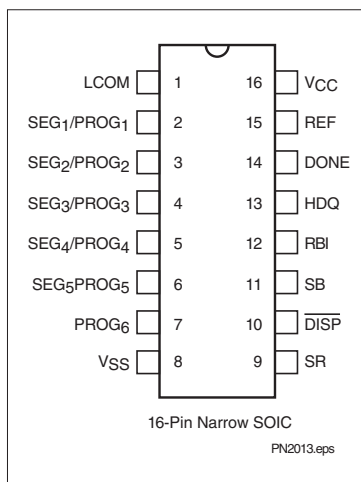 LCOM 1 16 VCC
SEG1/PROG1 2 15 REF
SEG2/PROG2 3 14 DONE
SEG3/PROG3 4 13 HDQ
SEG4/PROG4 5 12 RBI
SEG5PROG5 6 11 SB
PROG6 7 10 DISP
VSS 8 9 SR
16-Pin Narrow SOIC
PN2013.eps